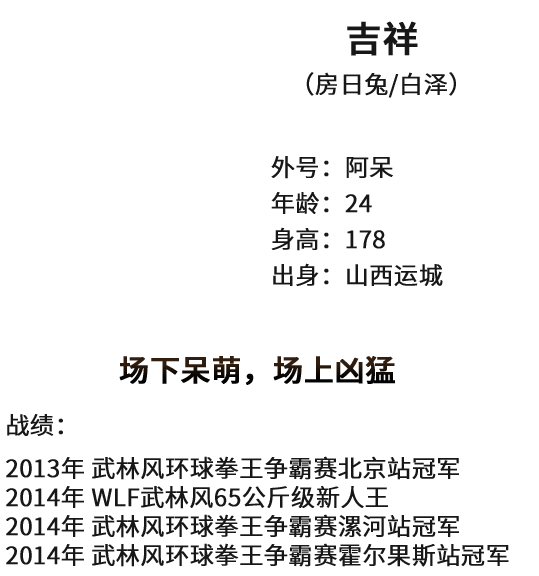 吉祥
（房日兔/白泽）
外号：阿呆
年龄：24
身高：178
出身：山西运城
场下呆萌，场上凶猛
战绩：
2013年 武林风环球拳王争霸赛北京站冠军
2014年 WLF武林风65公斤级新人王
2014年 武林风环球拳王争霸赛漯河站冠军
2014年 武林风环球拳王争霸赛霍尔果斯站冠军